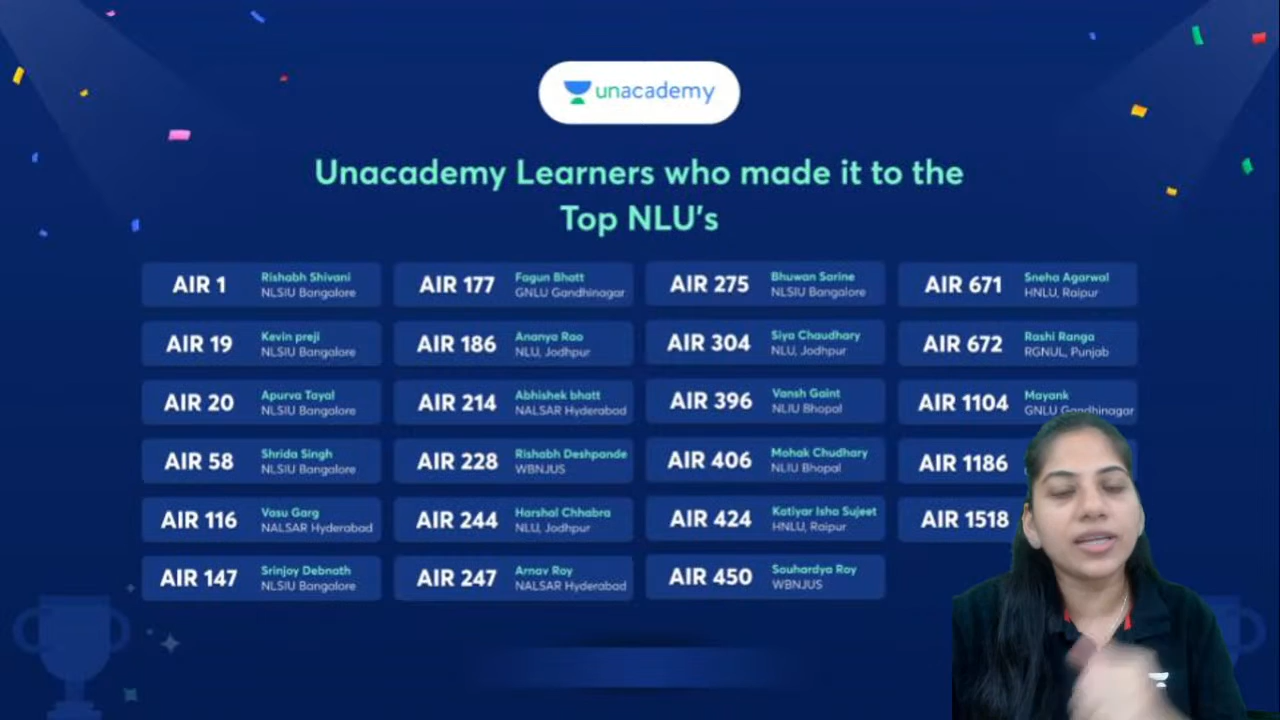 unacademy
Unacademy Learners who made it to the
Top NLU's
AIR 1
Rishabh Shivani
NLSIU Bangalore
AIR 177
Fagun Bhatt
GNLU Gandhinagar
AIR 275
Bhuwan Sarine
NLSIU Bangalore
AIR 671
Sneha Agarwal
HNLU, Raipur
AIR 19
Kevin preji
NLSIU Bangalore
AIR 186
Ananya Rao
NLU, Jodhpur
AIR 304
Siya Chaudhary
NLU, Jodhpur
AIR 672
Rashi Ranga
RGNUL, Punjab
AIR 20
Apurva Tayal
NLSIU Bangalore
AIR 214
Abhishek bhatt
NALSAR Hyderabad
AIR 396
Vansh Gaint
NLIU Bhopal
AIR 1104
Mayank
GNLU Gandhinagar
AIR 58
Shrida Singh
NLSIU Bangalore
AIR 228
Rishabh Deshpande
WBNJUS
AIR 406
Mohak Chudhary
NLIU Bhopal
AIR 1186
AIR 116
Vasu Garg
NALSAR Hyderabad
AIR 244
Harshal Chhabra
NLU, Jodhpur
AIR 424
Katiyar Isha Sujeet
HNLU, Raipur
AIR 1518
AIR 147
Srinjoy Debnath
NLSIU Bangalore
AIR 247
Arnav Roy
NALSAR Hyderabad
AIR 450
Souhardya Roy
WBNJUS